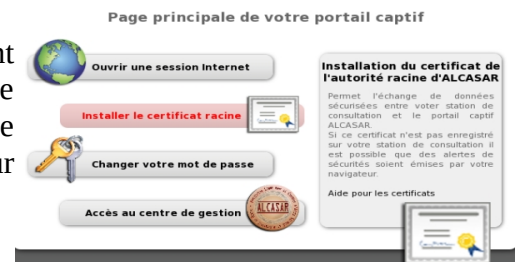 Page principale de votre portail captif
nt
e
e
ur
Ouvrir une session Internet
Installer le certificat racine
Changer votre mot de passe
Accès au centre de gestion
ALCASAR
Installation du certificat de
l'autorité racine d'ALCASAR
Permet l'échange de données
sécurisées entre voter station de
consultation et le portail captif
ALCASAR.
Si ce certificat n'est pas enregistré
sur votre station de consultation il
est possible que des alertes de
sécurités soient émises par votre
navigateur.
Aide pour les certificats